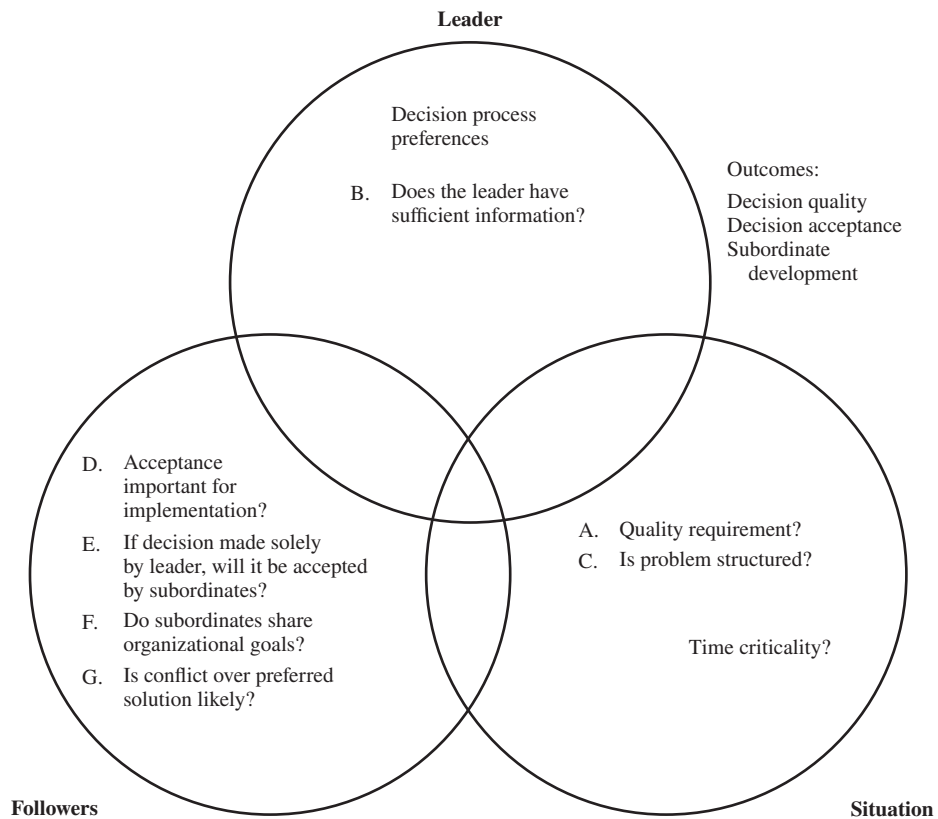 Leader
Decision process
preferences
B. Does the leader have
sufficient information?
Outcomes:
Decision quality
Decision acceptance
Subordinate
development
D. Acceptance
important for
implementation?
E. If decision made solely
by leader, will it be accepted
by subordinates?
F. Do subordinates share
organizational goals?
G. Is conflict over preferred
solution likely?
A. Quality requirement?
C. Is problem structured?
Time criticality?
Followers
Situation